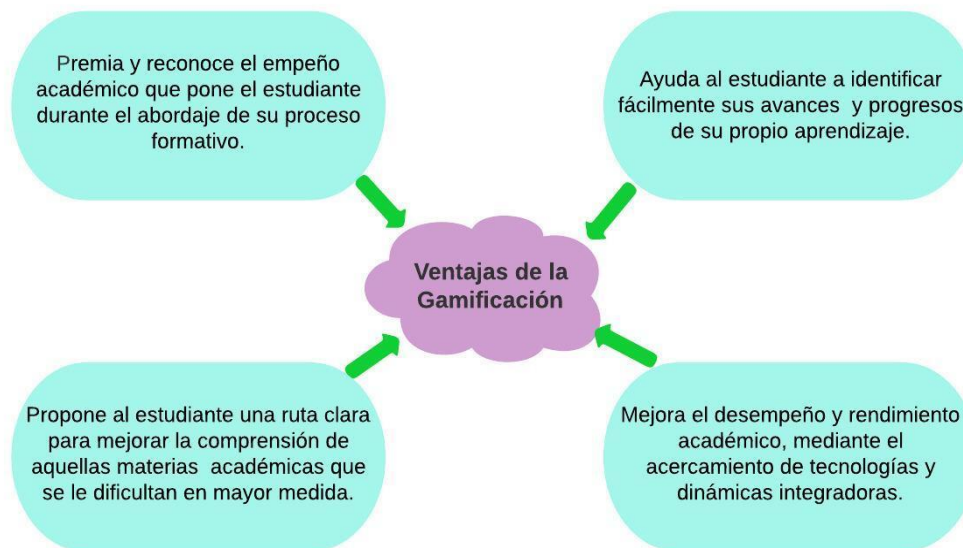 Premia y reconoce el empeño
académico que pone el estudiante
durante el abordaje de su proceso
formativo.
Ayuda al estudiante a identificar
fácilmente sus avances y progresos
de su propio aprendizaje.
Ventajas de la
Gamificación
Propone al estudiante una ruta clara
para mejorar la comprensión de
aquellas materias académicas que
se le dificultan en mayor medida.
Mejora el desempeño y rendimiento
académico, mediante el
acercamiento de tecnologías y
dinámicas integradoras.